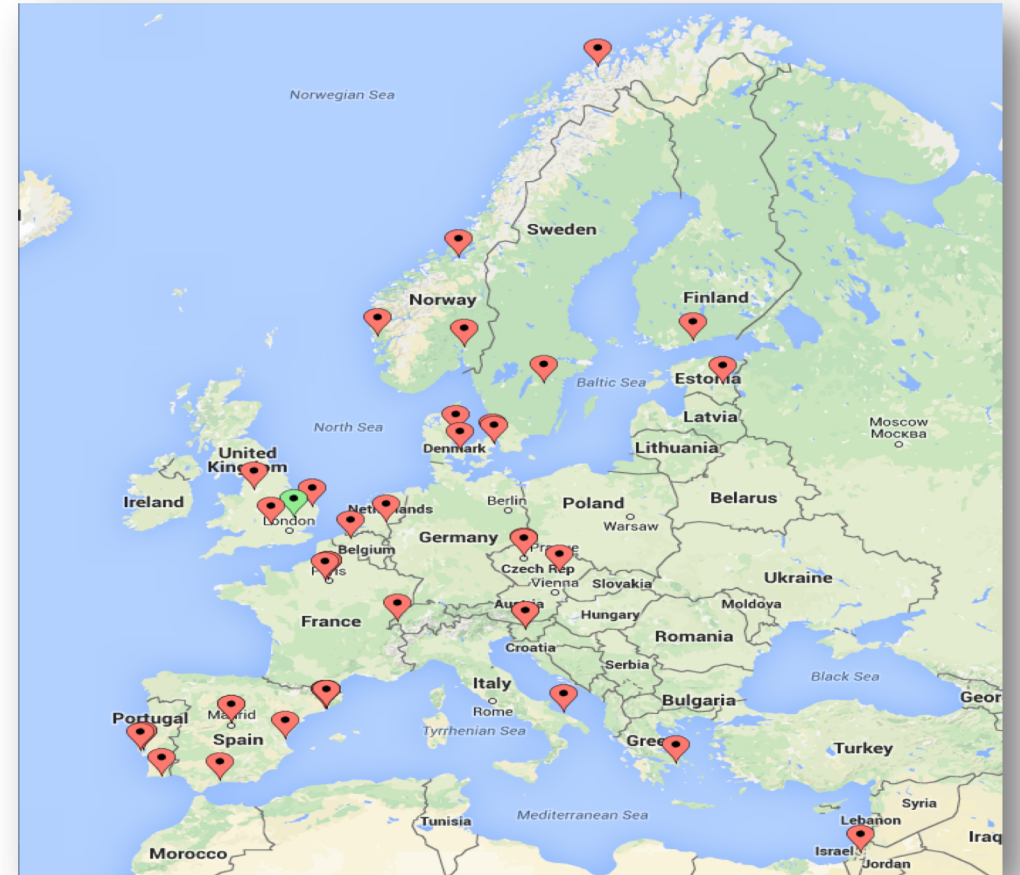 Norwegian Sea
Sweden
Norway
Finland
Baltic Sea
Estonia
Latvia
Lithuania
Moscow
Москва
North Sea
Denmark
United
Kingdom
Ireland
London
Netherlands
Berlin
Poland
Warsaw
Belarus
Belgium
Germany
Prague
Czech Rep
Paris
Vienna
Slovakia
Ukraine
Austria
Hungary
Moldova
France
Croatia
Romania
Serbia
Italy
Rome
Bulgaria
Black Sea
Geor
Portugal
Madrid
Spain
Tyrrhenian Sea
Greece
Turkey
Mediterranean Sea
Tunisia
Syria
Lebanon
Iraq
Israel
Jordan
Morocco